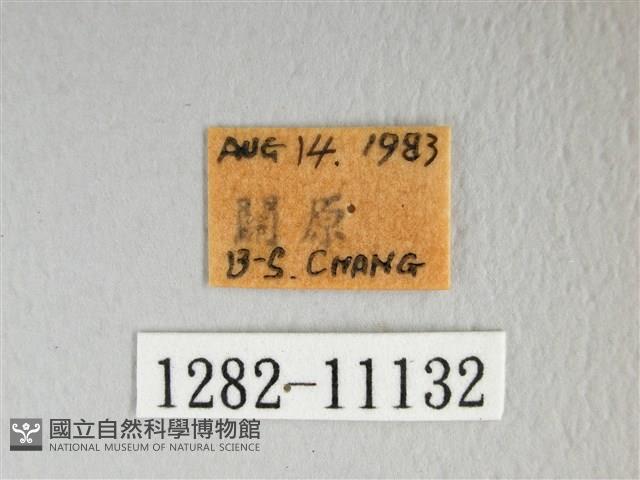 AUG 14. 1983
關原
B-S. CHANG
1282-11132
國立自然科學博物館
NATIONAL MUSEUM OF NATURAL SCIENCE